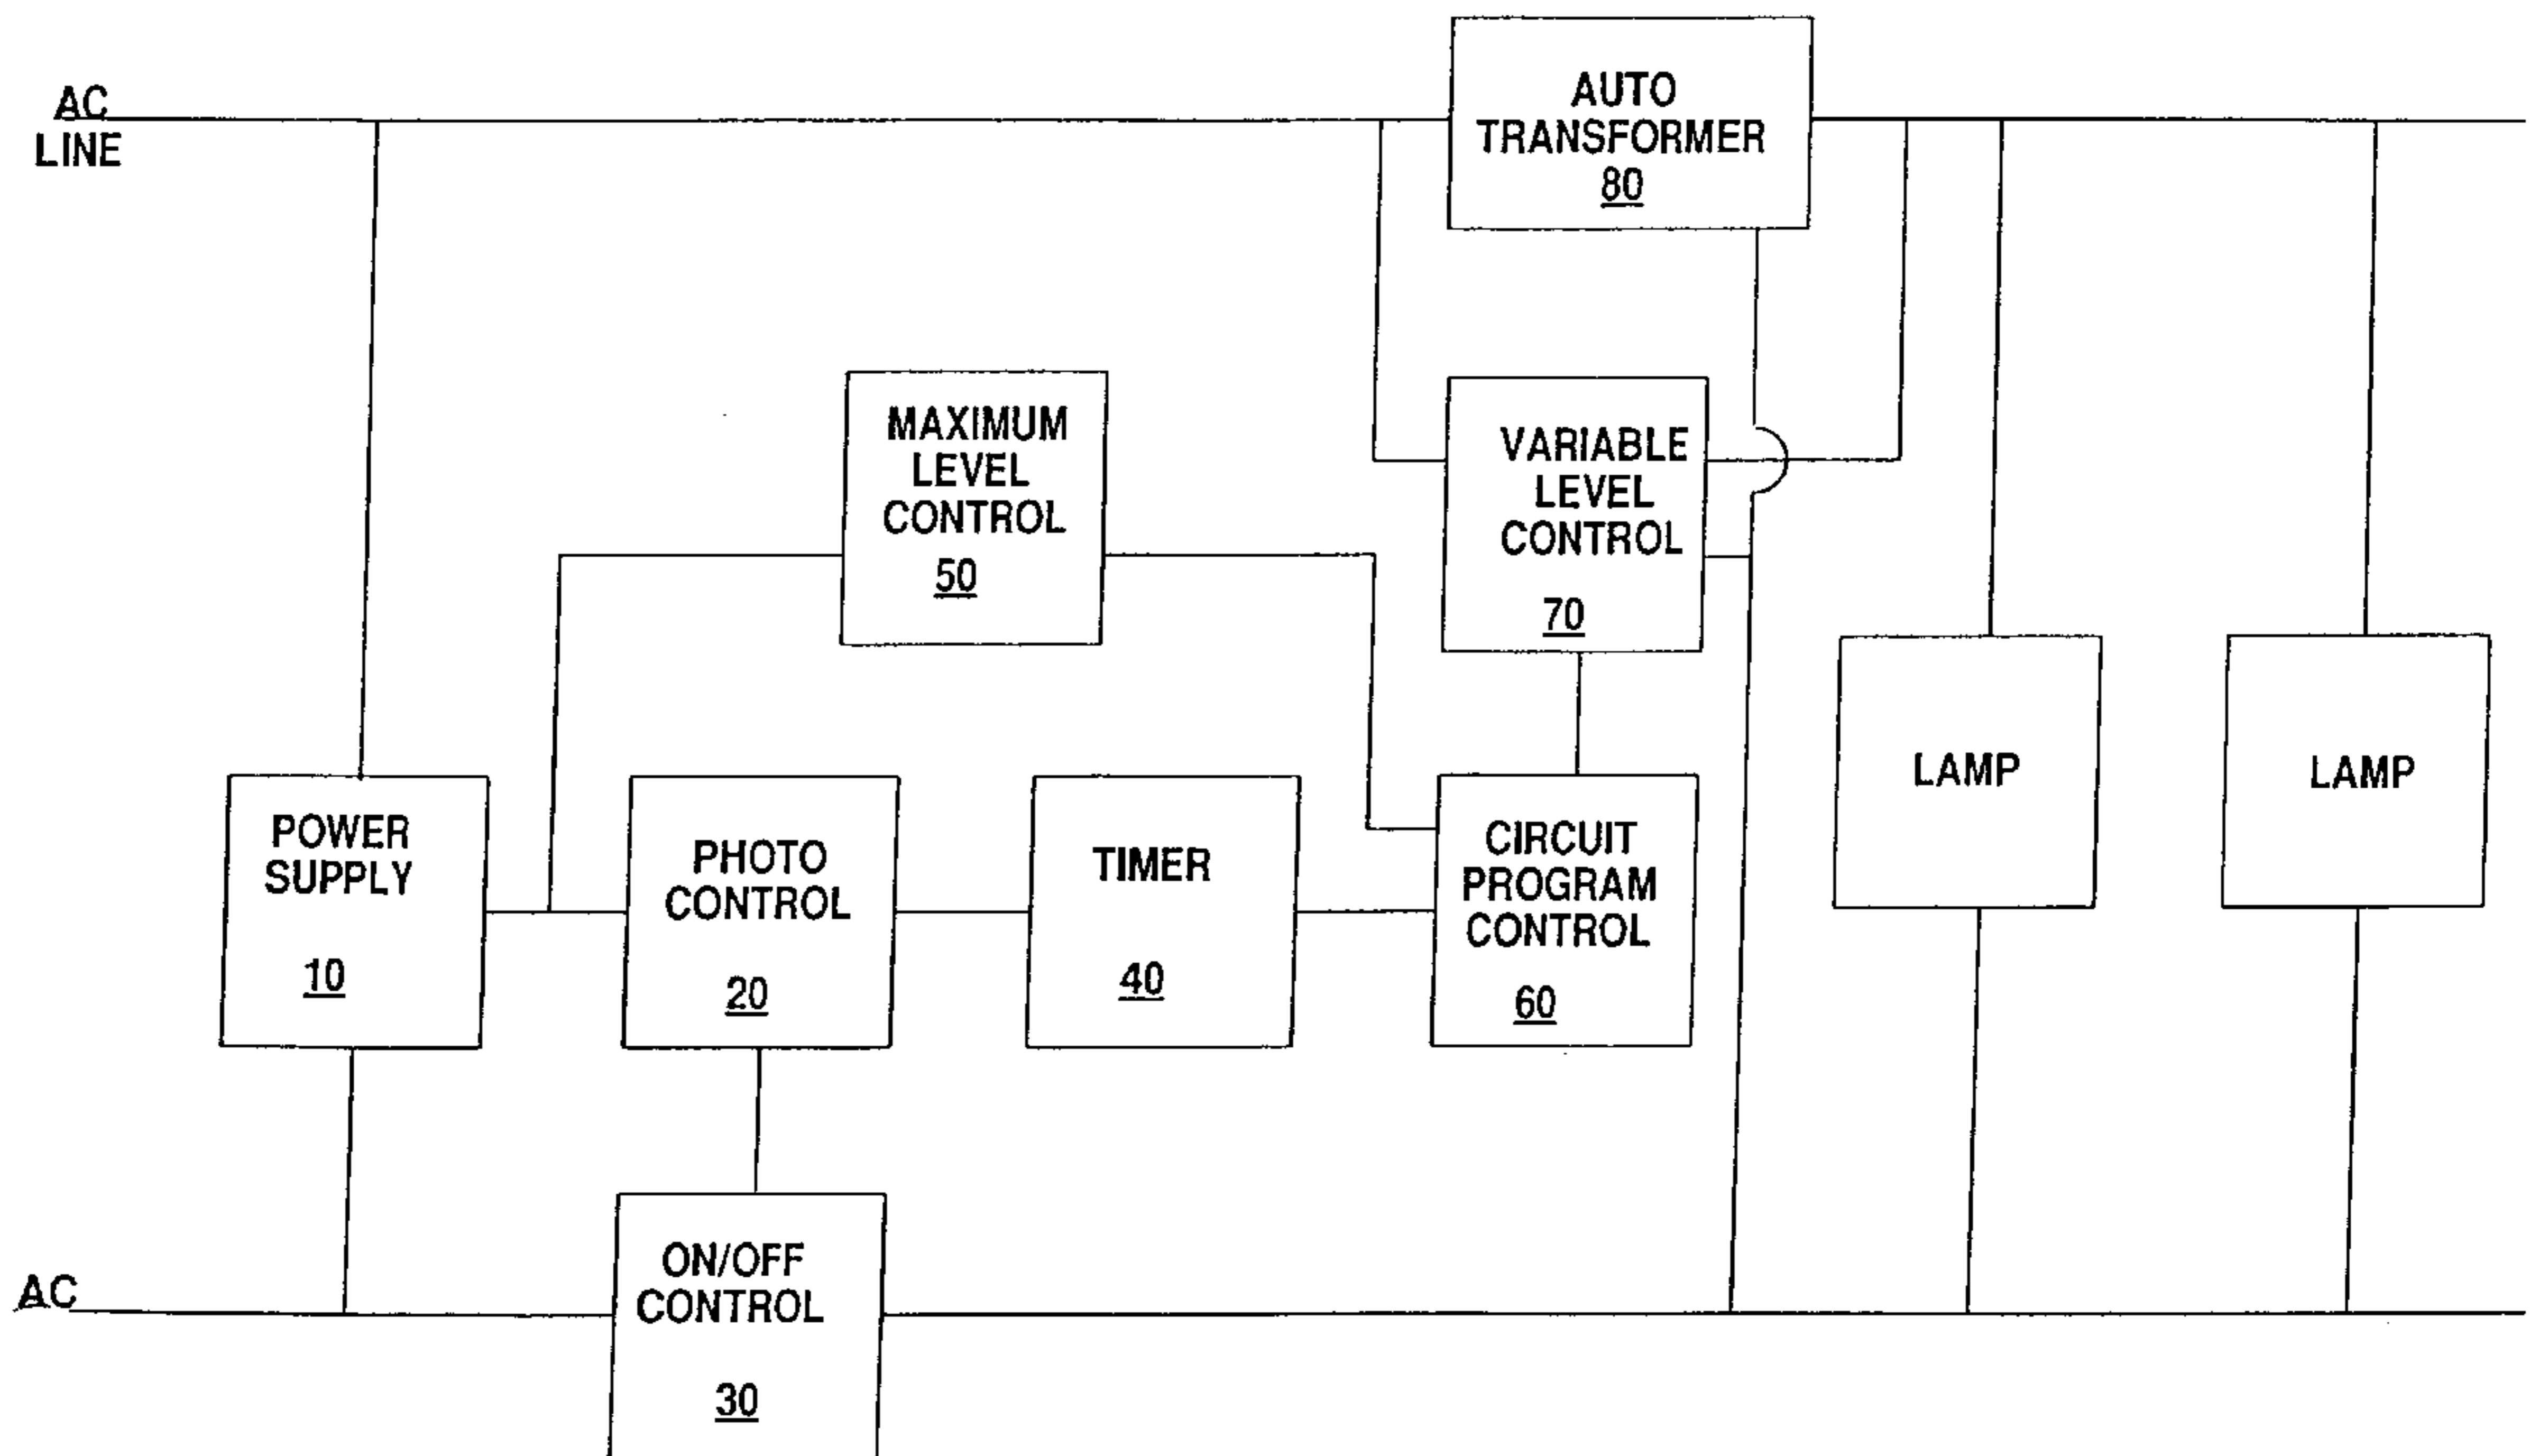 AC
LINE
AUTO
TRANSFORMER
80
MAXIMUM
LEVEL
CONTROL
50
VARIABLE
LEVEL
CONTROL
70
POWER
SUPPLY
10
PHOTO
CONTROL
20
TIMER
40
CIRCUIT
PROGRAM
CONTROL
60
LAMP
LAMP
AC
ON/OFF
CONTROL
30